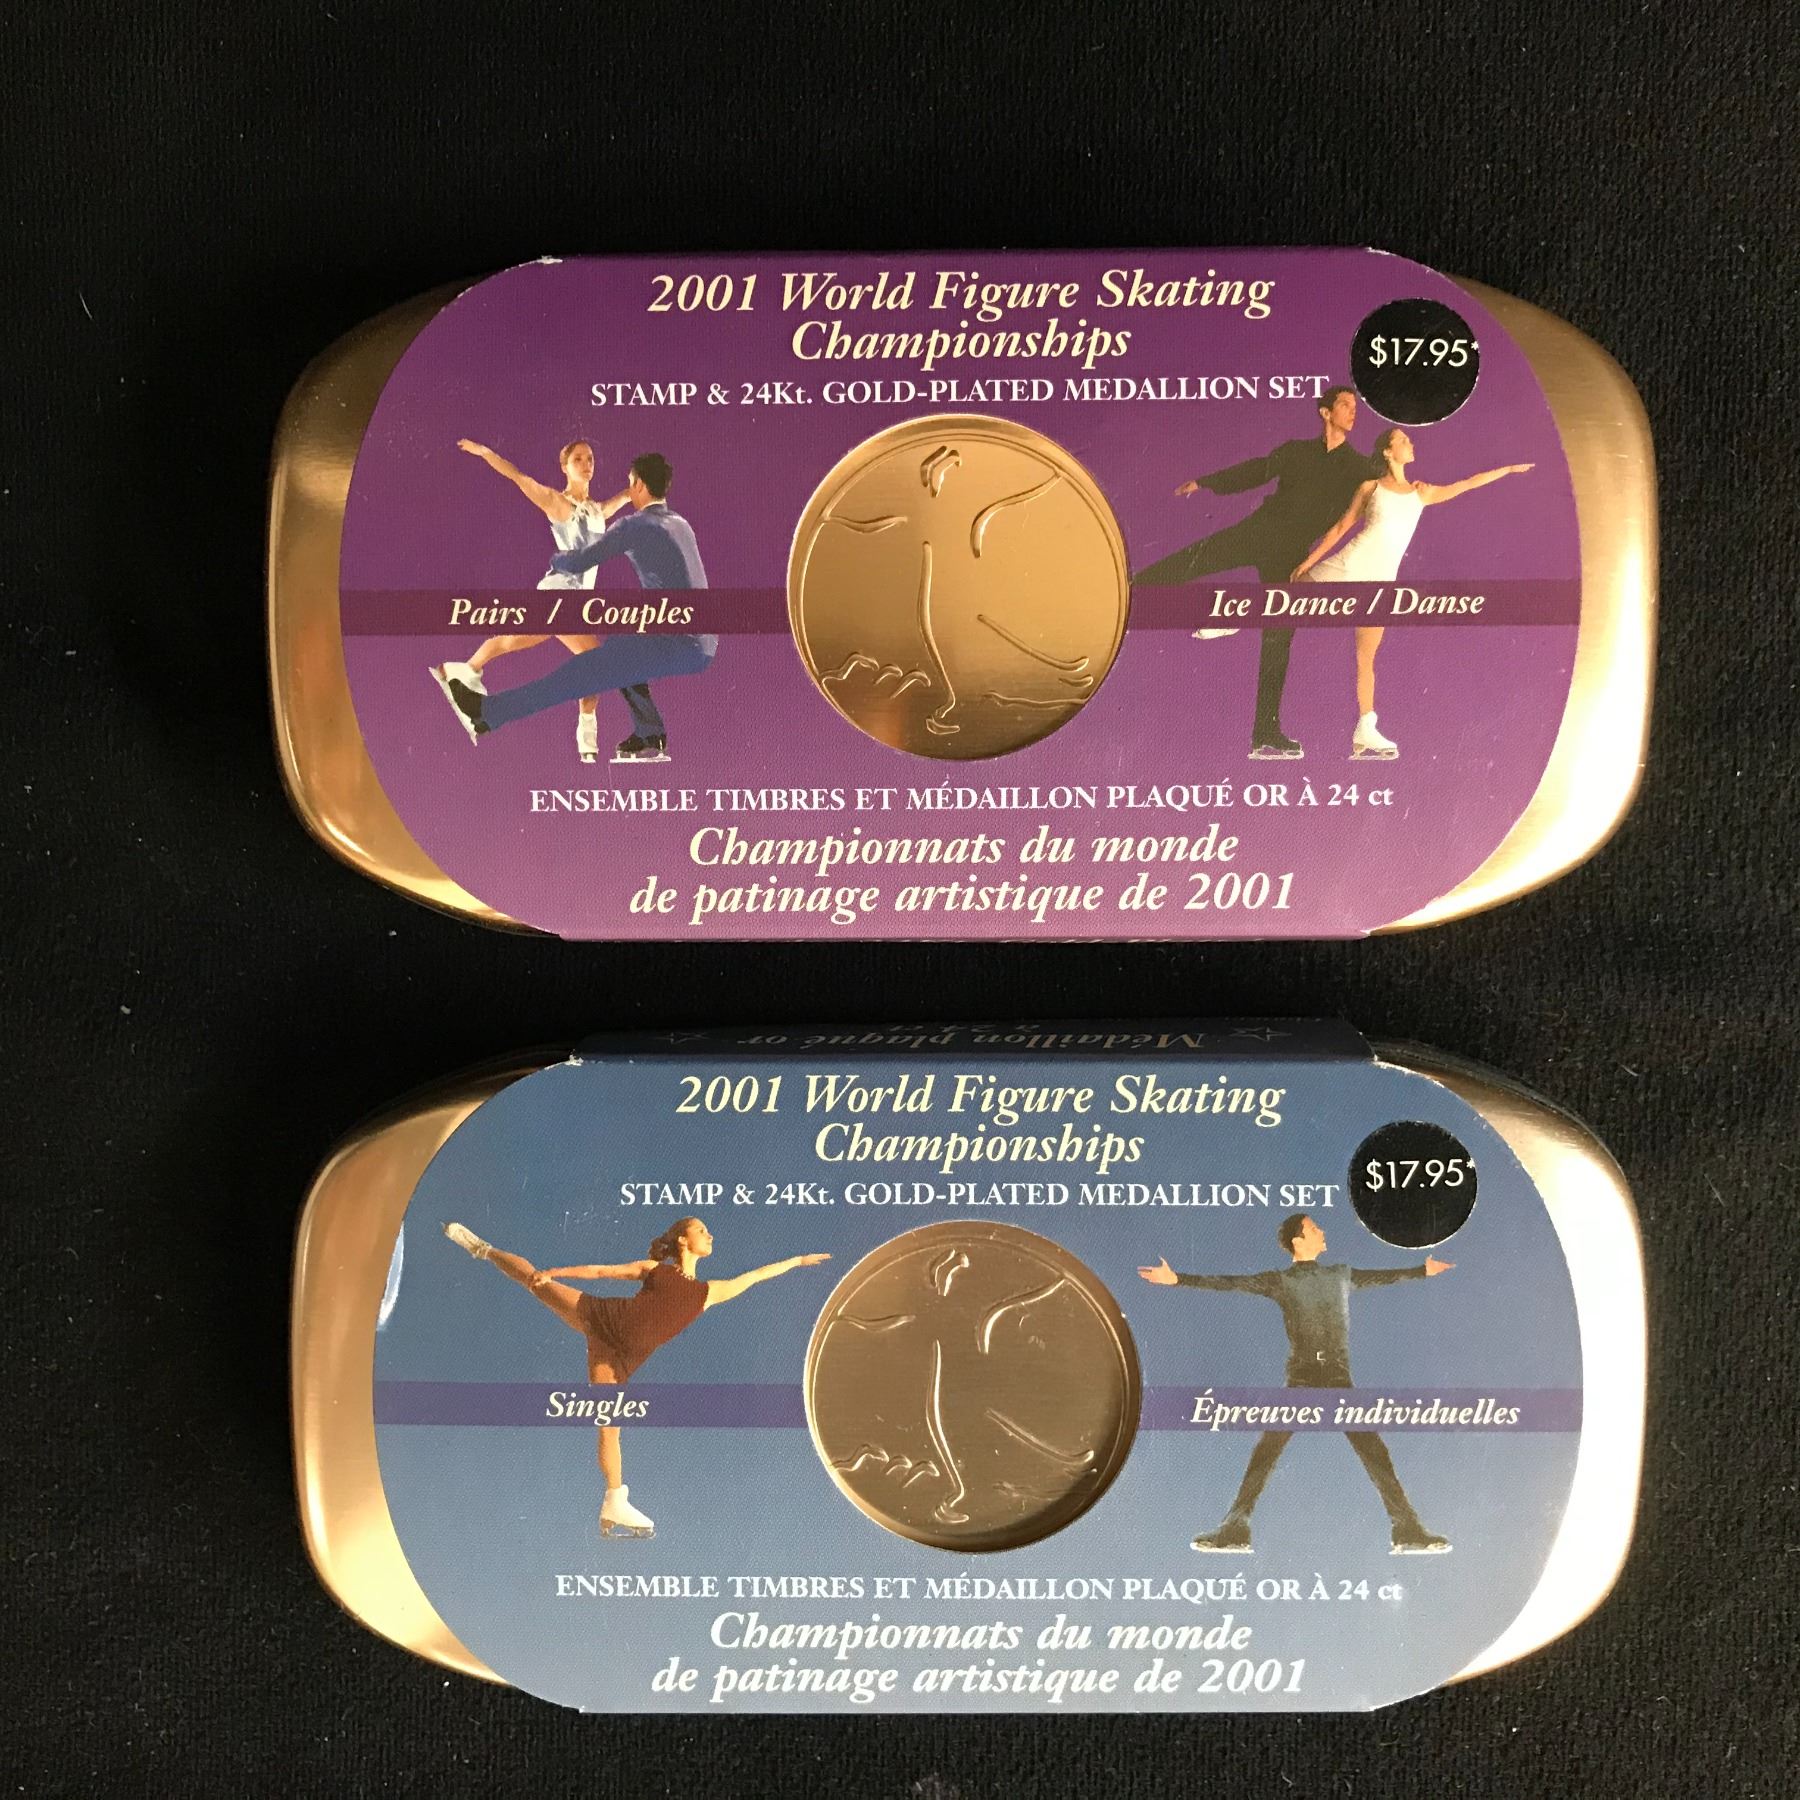 2001 World Figure Skating
Championships
$17.95*
STAMP & 24Kt. GOLD-PLATED MEDALLION SET
Pairs / Couples
Ice Dance / Danse
ENSEMBLE TIMBRES ET MÉDAILLON PLAQUÉ OR À 24 ct
Championnats du monde
de patinage artistique de 2001
Médaillon plaqué or
à 24 ct
2001 World Figure Skating
Championships
$17.95*
STAMP & 24Kt. GOLD-PLATED MEDALLION SET
Singles
Épreuves individuelles
ENSEMBLE TIMBRES ET MÉDAILLON PLAQUÉ OR À 24 ct
Championnats du monde
de patinage artistique de 2001